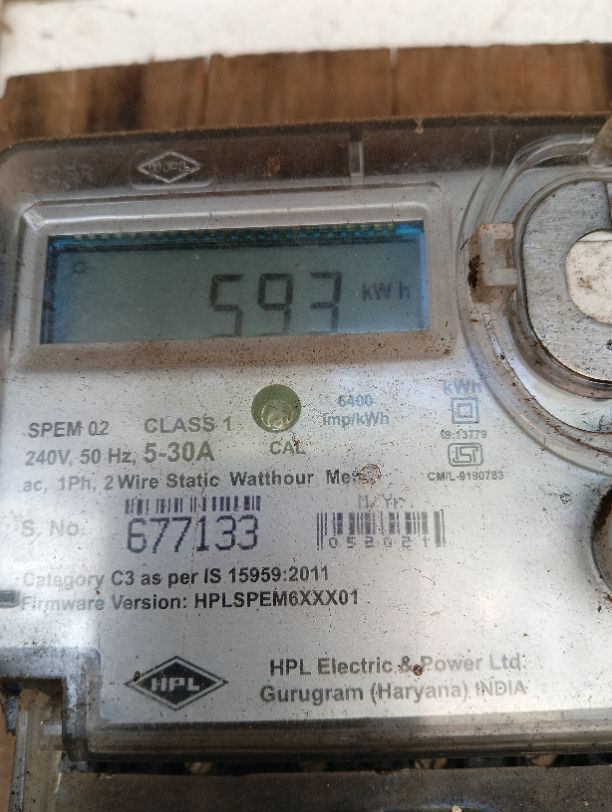 HPL
593 kWh
SPEM 02 CLASS 1
240V, 50 Hz, 5-30A
CAL
6400
imp/kWh
kWh
IS:13779
CM/L-9190783
ac, 1Ph, 2 Wire Static Watthour
M/Yr.
S. No. 677133
052021
Category C3 as per IS 15959:2011
Firmware Version: HPLSPEM6XXX01
HPL
HPL Electric & Power Ltd.
Gurugram (Haryana) INDIA